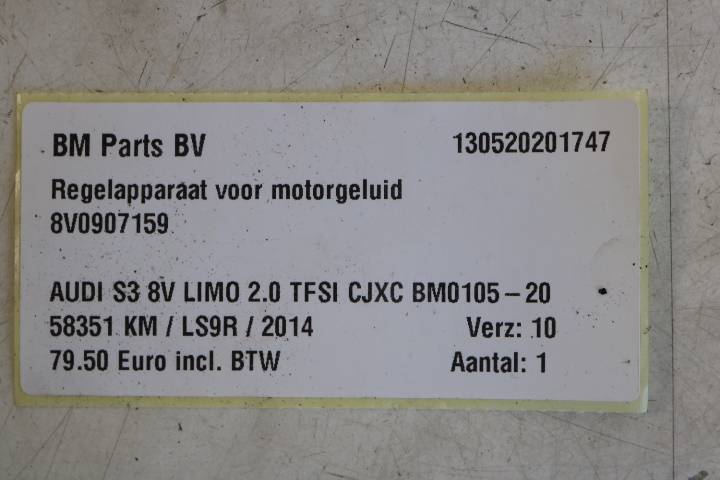 BM Parts BV 130520201747
Regelapparaat voor motorgeluid
8V0907159
AUDI S3 8V LIMO 2.0 TFSI CJXC BM0105-20
58351 KM / LS9R / 2014 Verz: 10
79.50 Euro incl. BTW Aantal: 1